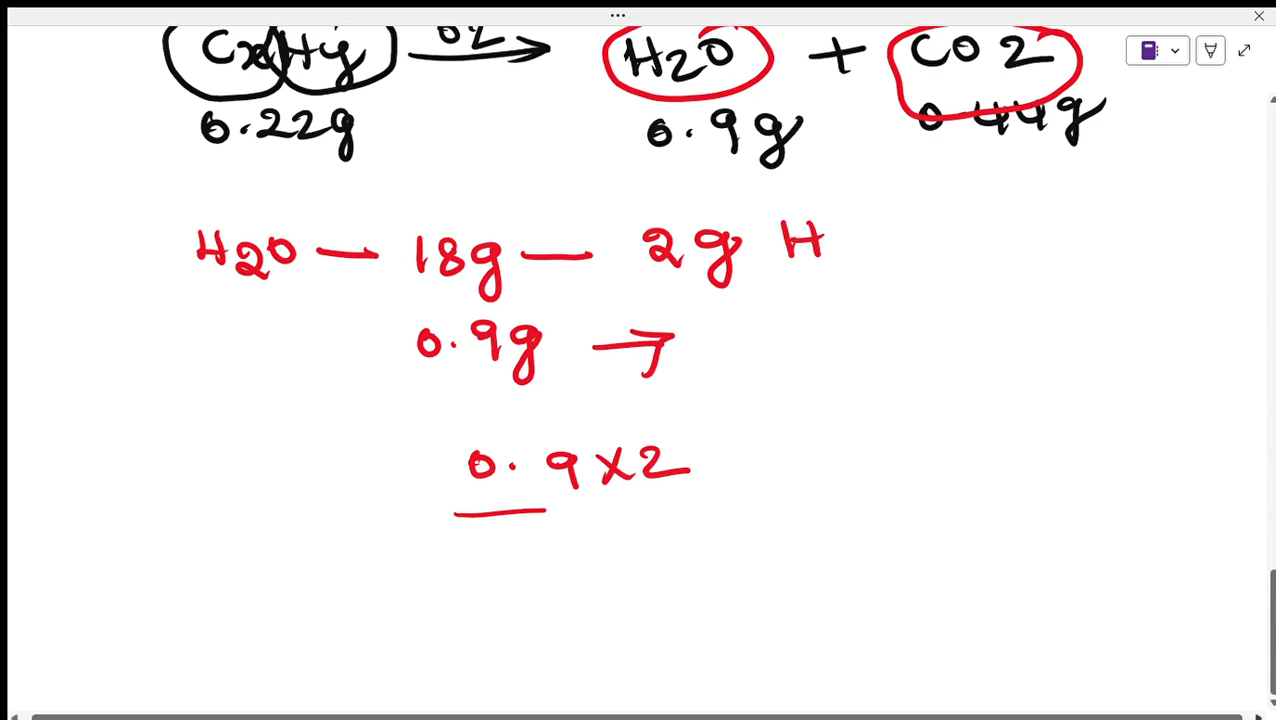 CxHy O2 → H2O + CO2
0.22g 0.9g 0.44g
H2O — 18g — 2g H
0.9g →
0.9×2